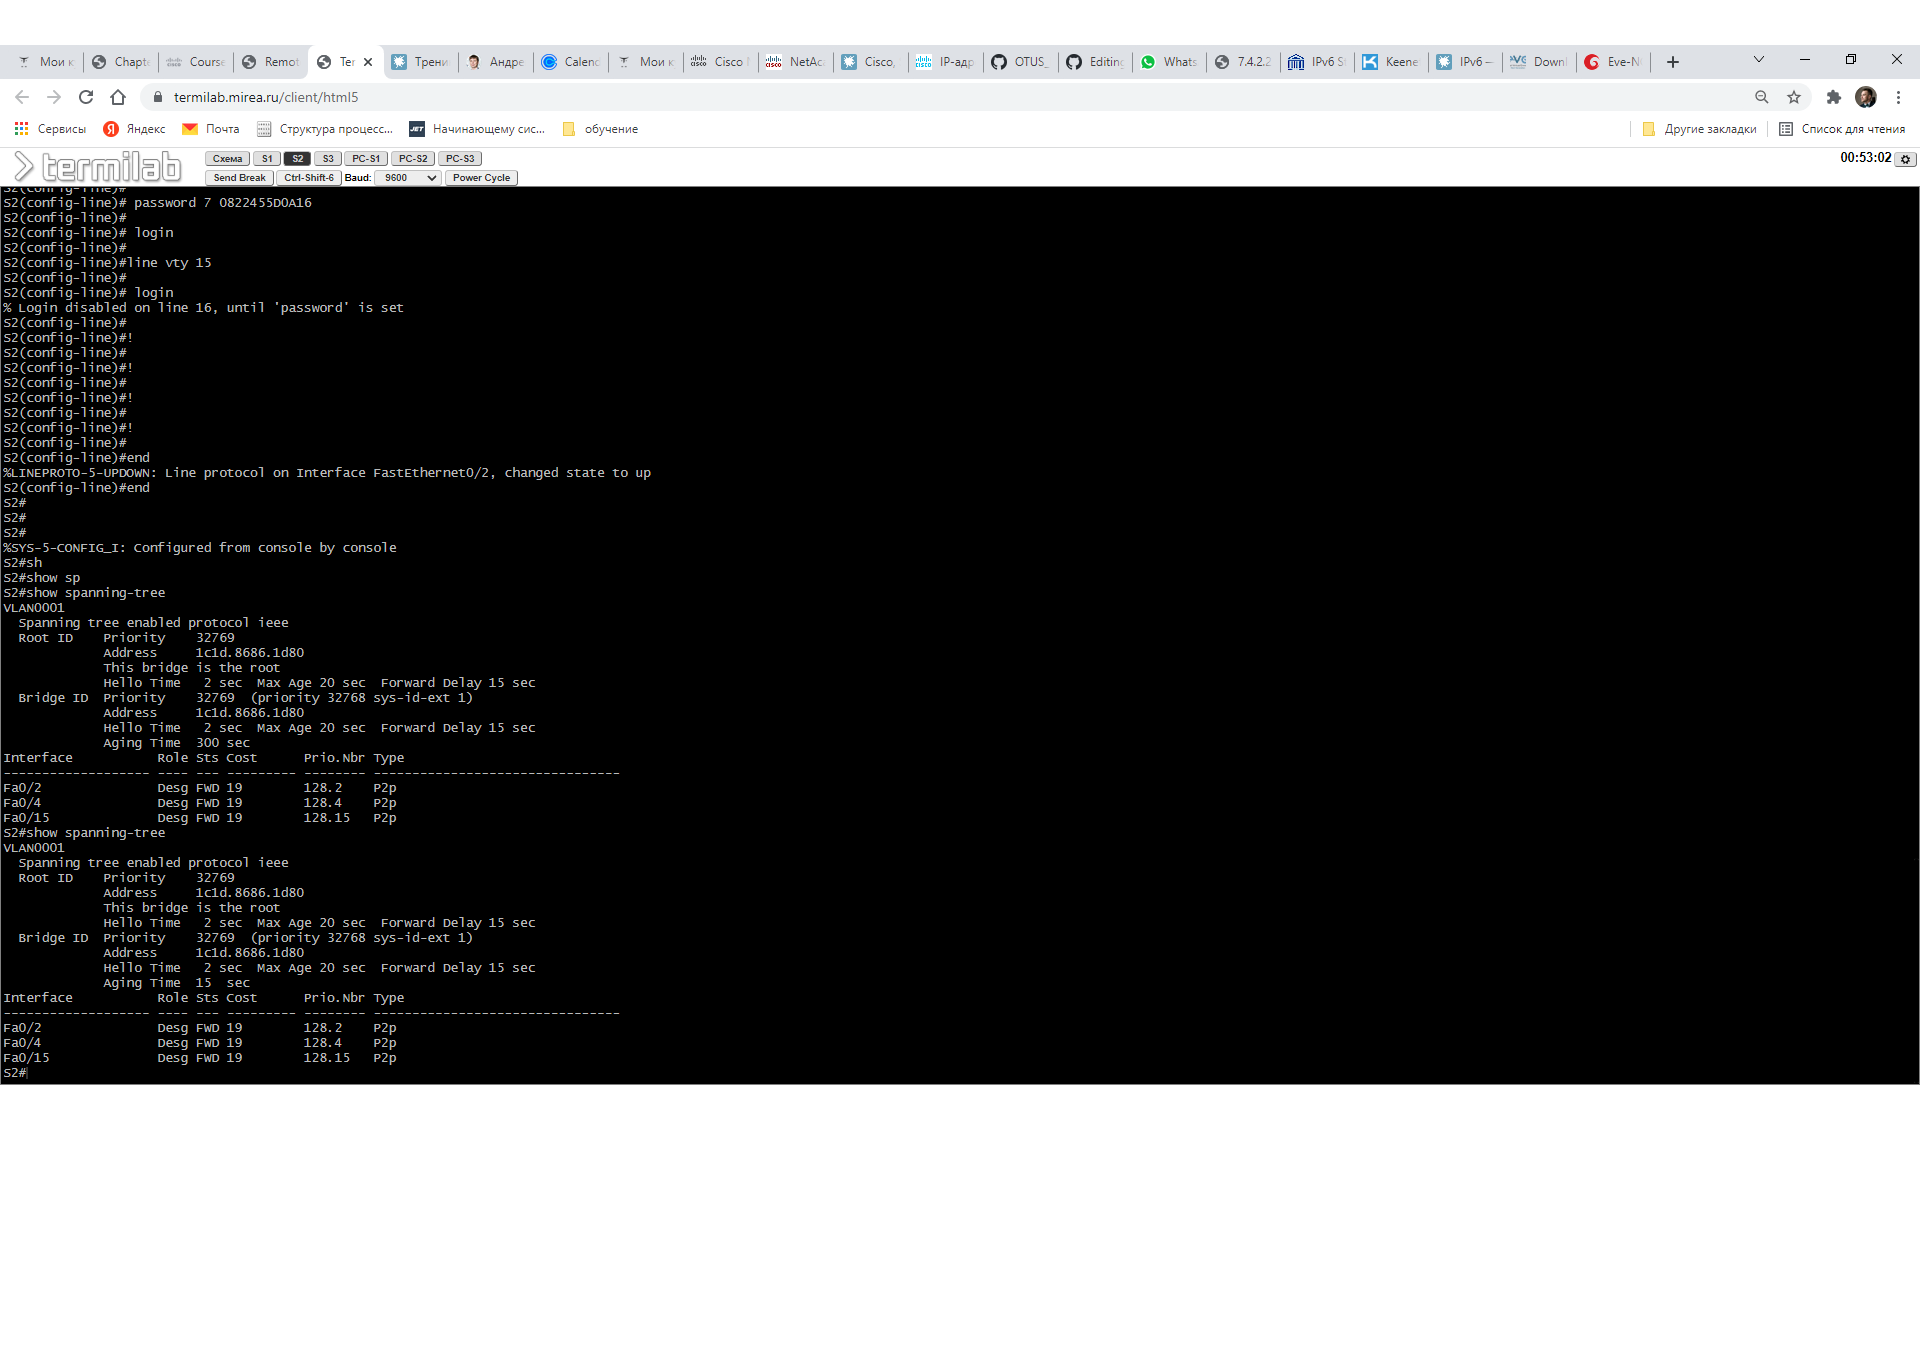 Мои к
Chapt
Course
Remot
Ter
Трени
Андре
Calenc
Мои к
Cisco
NetAc
Cisco,
IP-адр
OTUS_
Editing
Whats
7.4.2.2
IPv6 S
Keene
IPv6 –
Down
Eve-N
termilab.mirea.ru/client/html5
Сервисы Яндекс Почта Структура процесс... Начинающему сис... обучение Другие закладки Список для чтения
termilab
Схема S1 S2 S3 PC-S1 PC-S2 PC-S3 00:53:02
Send Break Ctrl-Shift-6 Baud: 9600 Power Cycle
S2(config-line)#
S2(config-line)# password 7 0822455D0A16
S2(config-line)#
S2(config-line)# login
S2(config-line)#
S2(config-line)#line vty 15
S2(config-line)#
S2(config-line)# login
% Login disabled on line 16, until 'password' is set
S2(config-line)#
S2(config-line)#!
S2(config-line)#
S2(config-line)#!
S2(config-line)#
S2(config-line)#!
S2(config-line)#
S2(config-line)#!
S2(config-line)#
S2(config-line)#end
%LINEPROTO-5-UPDOWN: Line protocol on Interface FastEthernet0/2, changed state to up
S2(config-line)#end
S2#
S2#
S2#
%SYS-5-CONFIG_I: Configured from console by console
S2#sh
S2#show sp
S2#show spanning-tree
VLAN0001
Spanning tree enabled protocol ieee
Root ID Priority 32769
Address 1c1d.8686.1d80
This bridge is the root
Hello Time 2 sec Max Age 20 sec Forward Delay 15 sec
Bridge ID Priority 32769 (priority 32768 sys-id-ext 1)
Address 1c1d.8686.1d80
Hello Time 2 sec Max Age 20 sec Forward Delay 15 sec
Aging Time 300 sec
Interface Role Sts Cost Prio.Nbr Type
------------------- ---- --- --------- -------- --------------------------------
Fa0/2 Desg FWD 19 128.2 P2p
Fa0/4 Desg FWD 19 128.4 P2p
Fa0/15 Desg FWD 19 128.15 P2p
S2#show spanning-tree
VLAN0001
Spanning tree enabled protocol ieee
Root ID Priority 32769
Address 1c1d.8686.1d80
This bridge is the root
Hello Time 2 sec Max Age 20 sec Forward Delay 15 sec
Bridge ID Priority 32769 (priority 32768 sys-id-ext 1)
Address 1c1d.8686.1d80
Hello Time 2 sec Max Age 20 sec Forward Delay 15 sec
Aging Time 15 sec
Interface Role Sts Cost Prio.Nbr Type
------------------- ---- --- --------- -------- --------------------------------
Fa0/2 Desg FWD 19 128.2 P2p
Fa0/4 Desg FWD 19 128.4 P2p
Fa0/15 Desg FWD 19 128.15 P2p
S2#